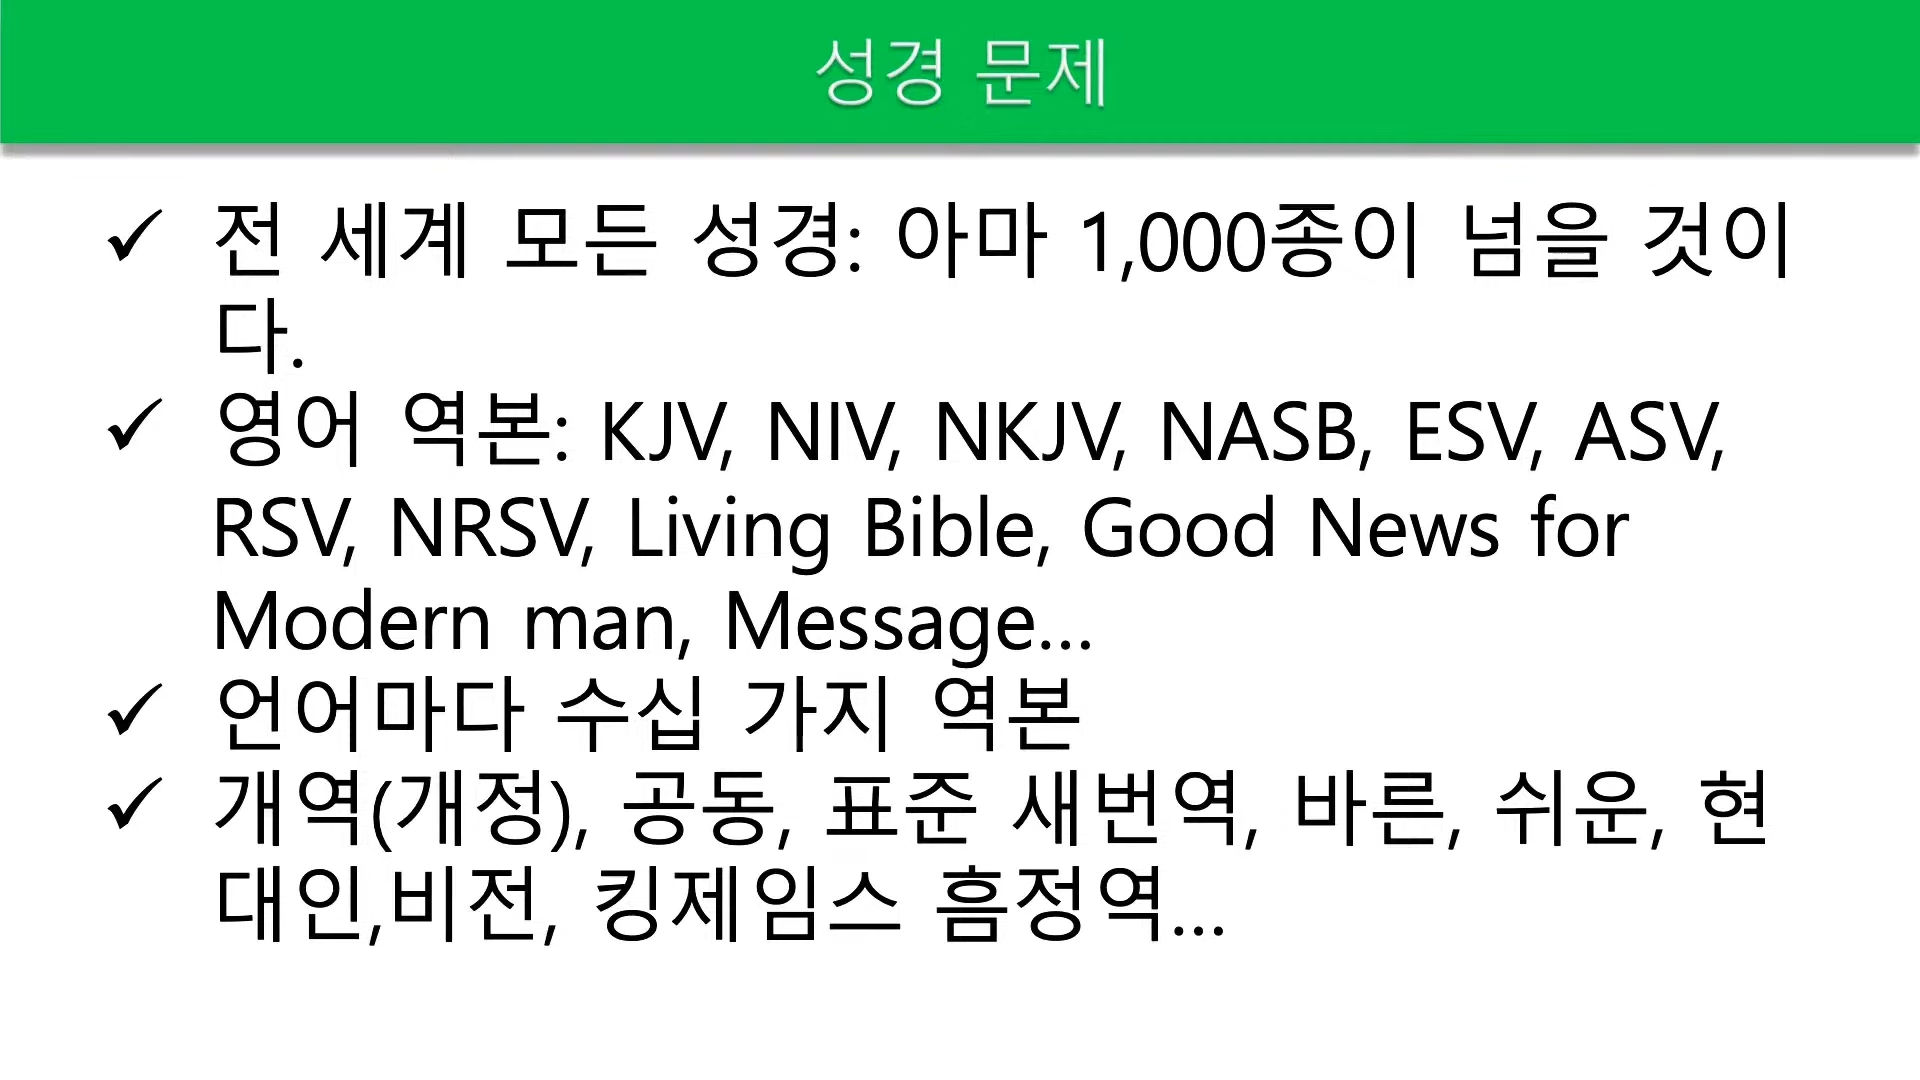 성경 문제
✓ 전 세계 모든 성경: 아마 1,000종이 넘을 것이
다.
✓ 영어 역본: KJV, NIV, NKJV, NASB, ESV, ASV,
RSV, NRSV, Living Bible, Good News for
Modern man, Message...
✓ 언어마다 수십 가지 역본
✓ 개역(개정), 공동, 표준 새번역, 바른, 쉬운, 현
대인,비전, 킹제임스 흠정역...